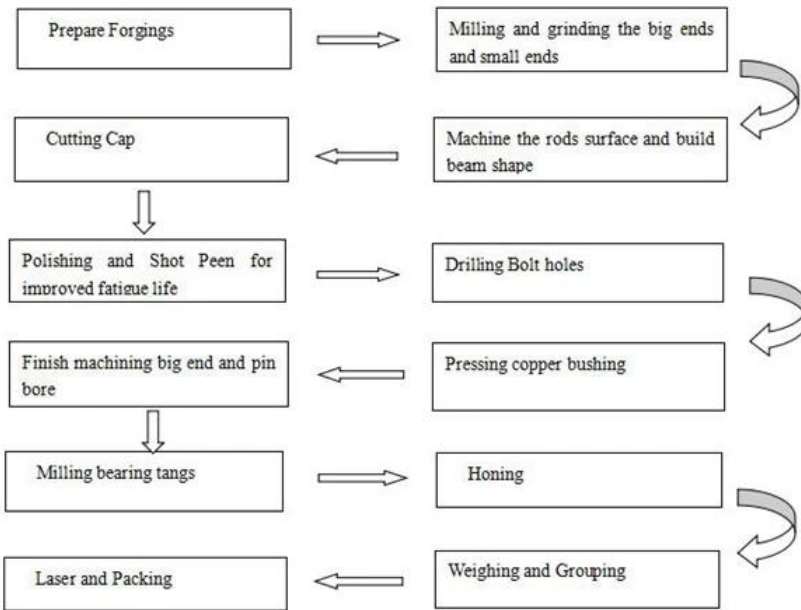 Prepare Forgings
Milling and grinding the big ends
and small ends
Machine the rods surface and build
beam shape
Cutting Cap
Polishing and Shot Peen for
improved fatigue life
Drilling Bolt holes
Pressing copper bushing
Finish machining big end and pin
bore
Milling bearing tangs
Honing
Weighing and Grouping
Laser and Packing